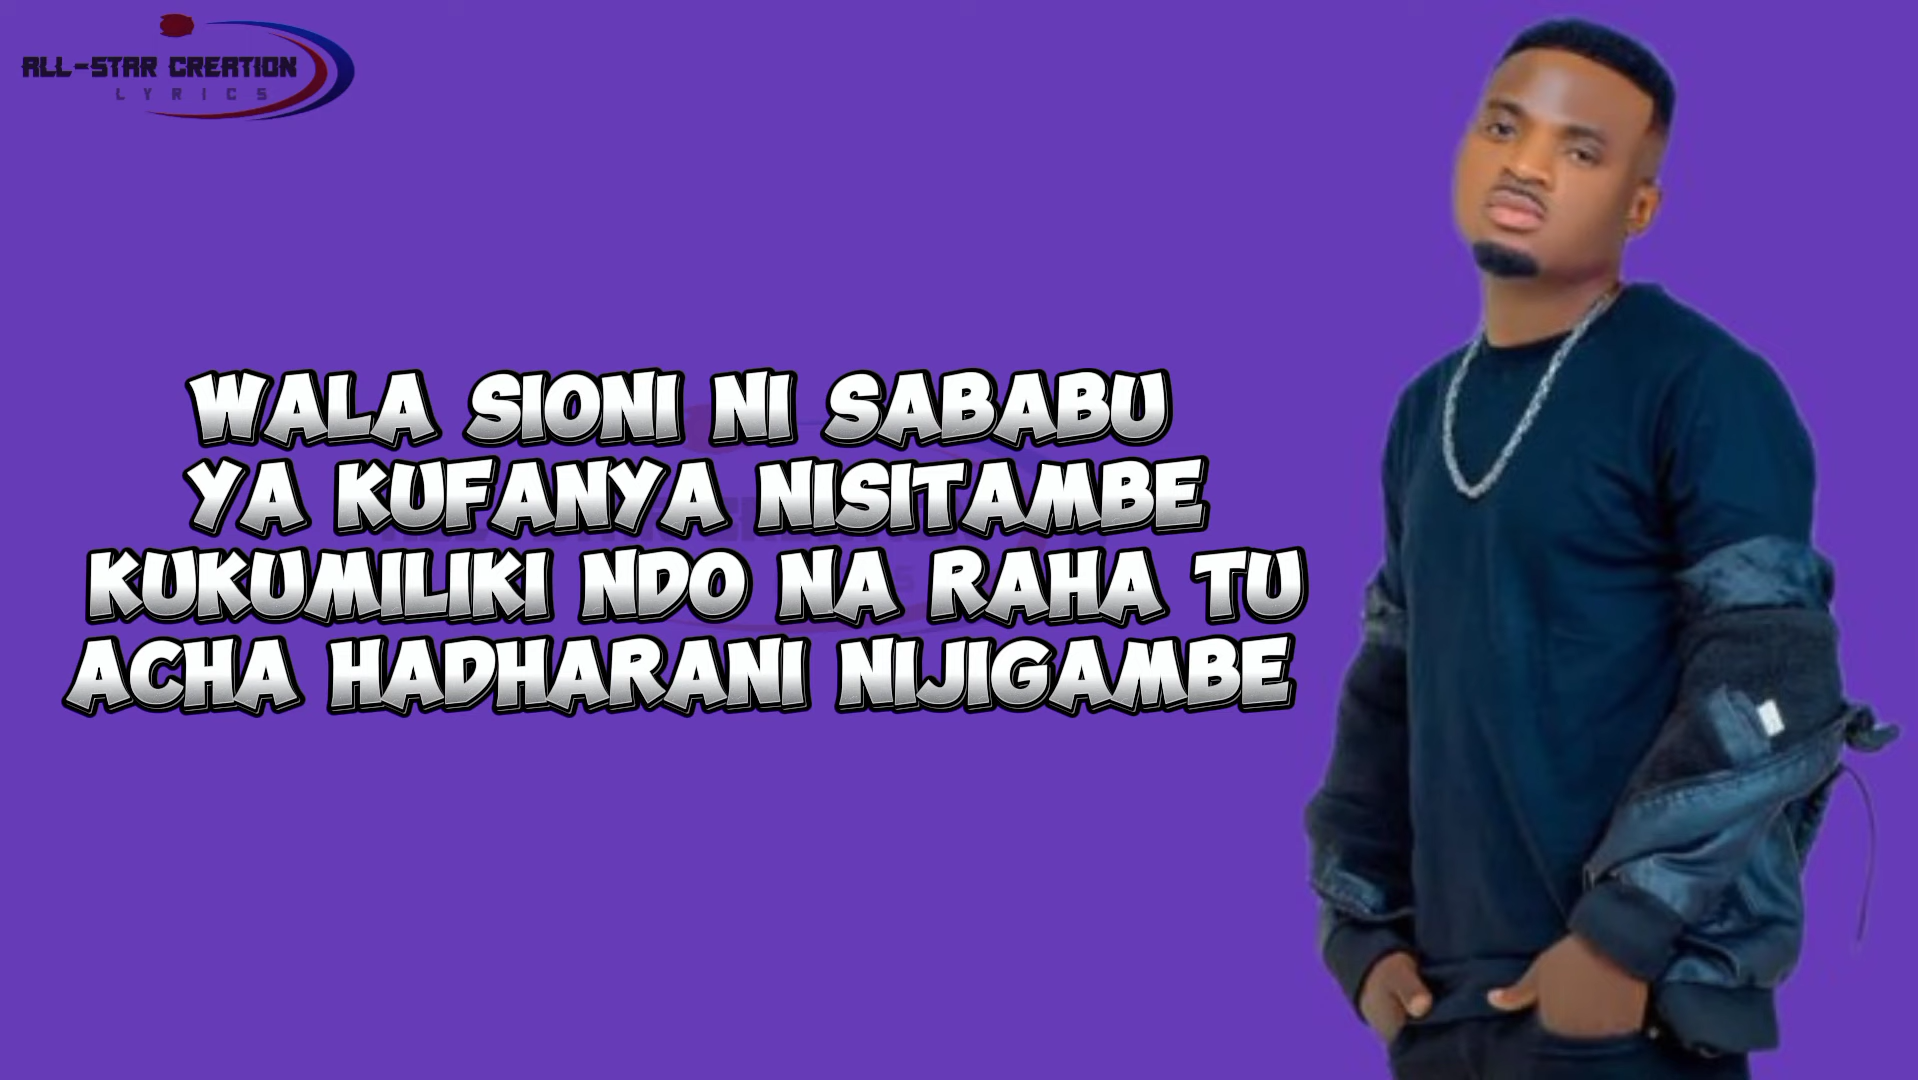 ALL-STAR CREATION
LYRICS
WALA SIONI NI SABABU
YA KUFANYA NISITAMBE
KUKUMILIKI NDO NA RAHA TU
ACHA HADHARANI NIJIGAMBE